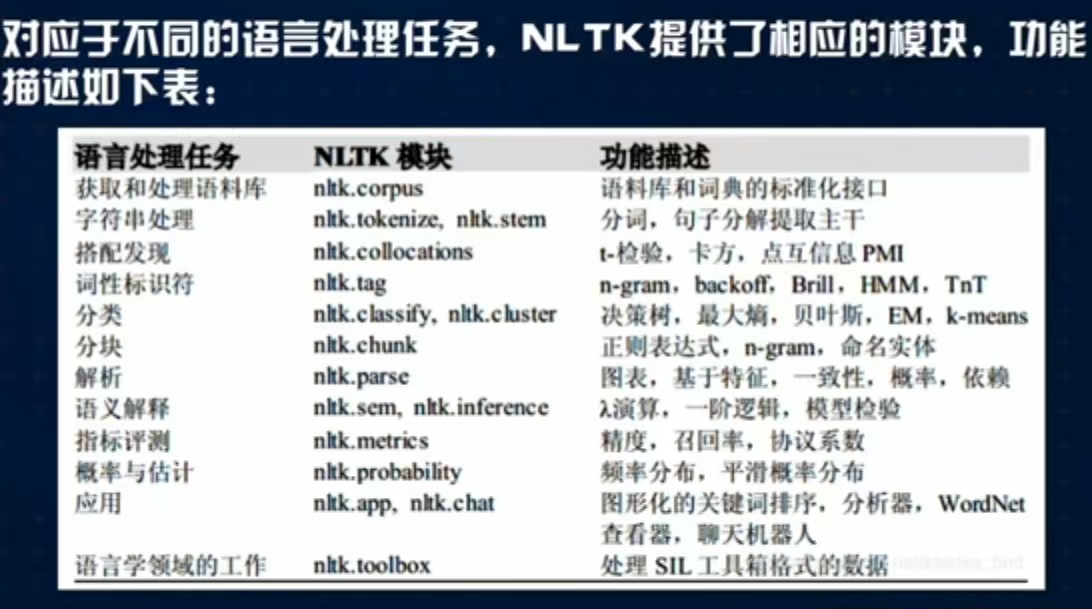 对应于不同的语言处理任务，NLTK提供了相应的模块，功能
描述如下表：
语言处理任务 NLTK 模块 功能描述
获取和处理语料库 nltk.corpus 语料库和词典的标准化接口
字符串处理 nltk.tokenize, nltk.stem 分词，句子分解提取主干
搭配发现 nltk.collocations t-检验，卡方，点互信息 PMI
词性标识符 nltk.tag n-gram，backoff，Brill，HMM，TnT
分类 nltk.classify, nltk.cluster 决策树，最大熵，贝叶斯，EM，k-means
分块 nltk.chunk 正则表达式，n-gram，命名实体
解析 nltk.parse 图表，基于特征，一致性，概率，依赖
语义解释 nltk.sem, nltk.inference λ演算，一阶逻辑，模型检验
指标评测 nltk.metrics 精度，召回率，协议系数
概率与估计 nltk.probability 频率分布，平滑概率分布
应用 nltk.app, nltk.chat 图形化的关键词排序，分析器，WordNet
查看器，聊天机器人
语言学领域的工作 nltk.toolbox 处理 SIL 工具箱格式的数据